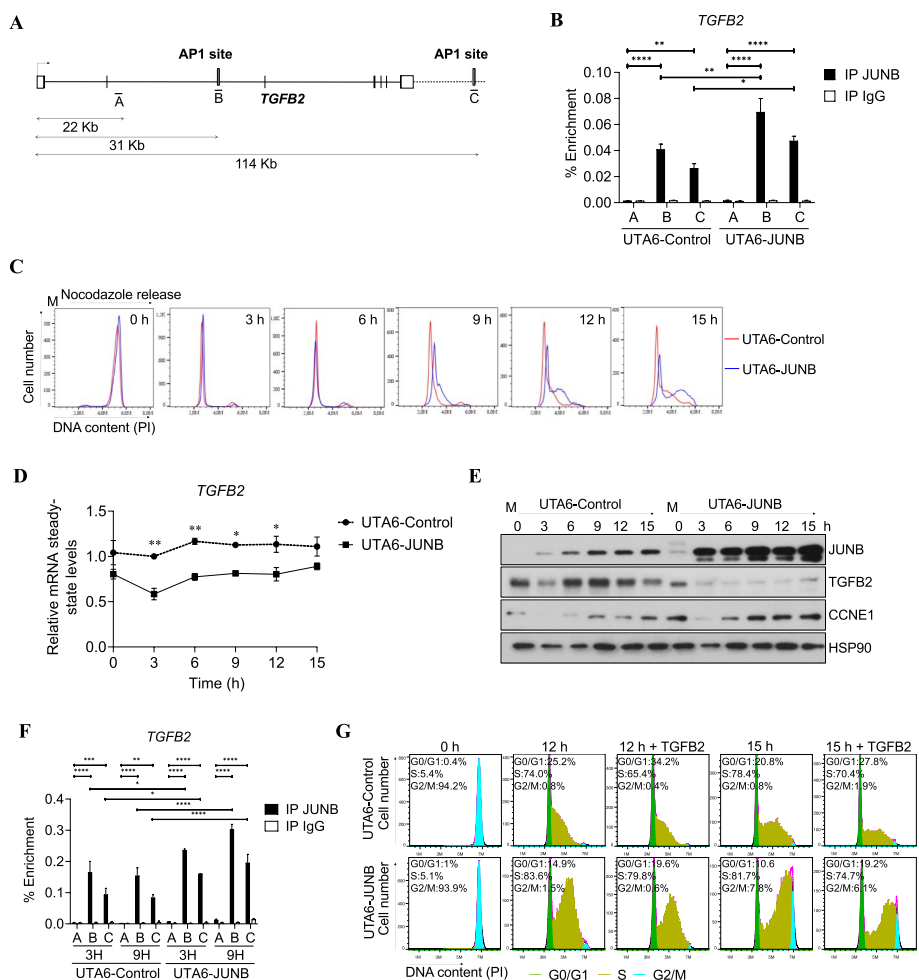 A
AP1 site
AP1 site
A
B
TGFB2
C
22 Kb
31 Kb
114 Kb
B
TGFB2
**
****
****
****
**
*
% Enrichment
0.10
0.08
0.06
0.04
0.02
0.00
IP JUNB
IP IgG
A B C A B C
UTA6-Control UTA6-JUNB
C
M Nocodazole release
0 h
3 h
6 h
9 h
12 h
15 h
Cell number
DNA content (PI)
UTA6-Control
UTA6-JUNB
D
TGFB2
Relative mRNA steady-
state levels
1.5
1.0
0.5
0.0
** ** * *
0 3 6 9 12 15
Time (h)
UTA6-Control
UTA6-JUNB
E
M UTA6-Control M UTA6-JUNB
0 3 6 9 12 15 0 3 6 9 12 15 h
JUNB
TGFB2
CCNE1
HSP90
F
TGFB2
*** ** **** ****
**** **** **** ****
*
*
****
****
% Enrichment
0.3
0.2
0.1
0.0
IP JUNB
IP IgG
A B C A B C A B C A B C
3H 9H 3H 9H
UTA6-Control UTA6-JUNB
G
0 h
12 h
12 h + TGFB2
15 h
15 h + TGFB2
UTA6-Control
Cell number
G0/G1:0.4%
S:5.4%
G2/M:94.2%
G0/G1:25.2%
S:74.0%
G2/M:0.8%
G0/G1:34.2%
S:65.4%
G2/M:0.4%
G0/G1:20.8%
S:78.4%
G2/M:0.8%
G0/G1:27.8%
S:70.4%
G2/M:1.9%
UTA6-JUNB
Cell number
G0/G1:1%
S:5.1%
G2/M:93.9%
G0/G1:14.9%
S:83.6%
G2/M:1.5%
G0/G1:19.6%
S:79.8%
G2/M:0.6%
G0/G1:10.6
S:81.7%
G2/M:7.8%
G0/G1:19.2%
S:74.7%
G2/M:6.1%
DNA content (PI)
G0/G1
S
G2/M